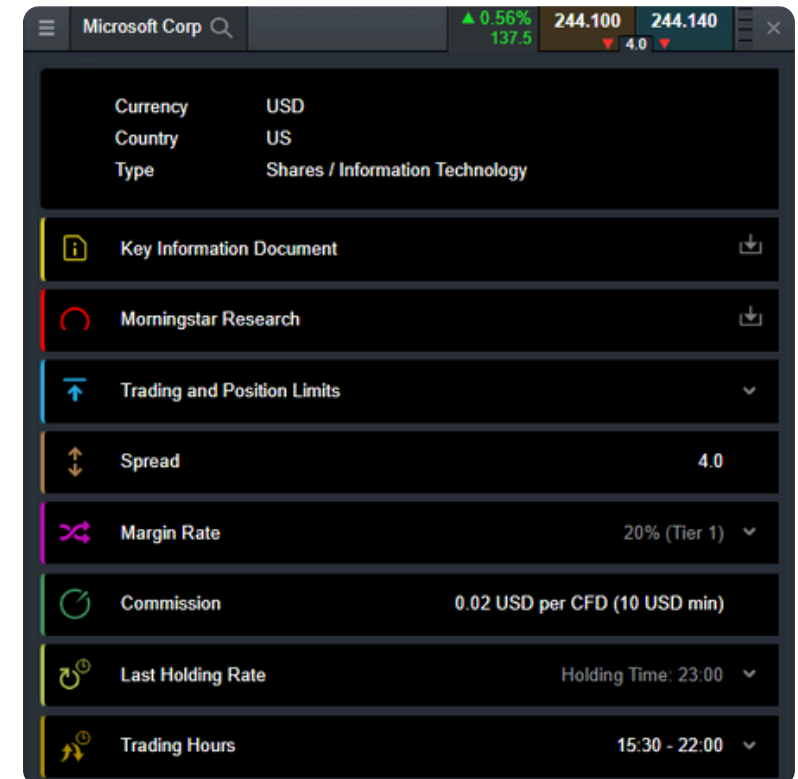 Microsoft Corp
▲ 0.56%
137.5
244.100 244.140
▼ 4.0 ▼
Currency USD
Country US
Type Shares / Information Technology
Key Information Document
Morningstar Research
Trading and Position Limits
Spread 4.0
Margin Rate 20% (Tier 1)
Commission 0.02 USD per CFD (10 USD min)
Last Holding Rate Holding Time: 23:00
Trading Hours 15:30 - 22:00